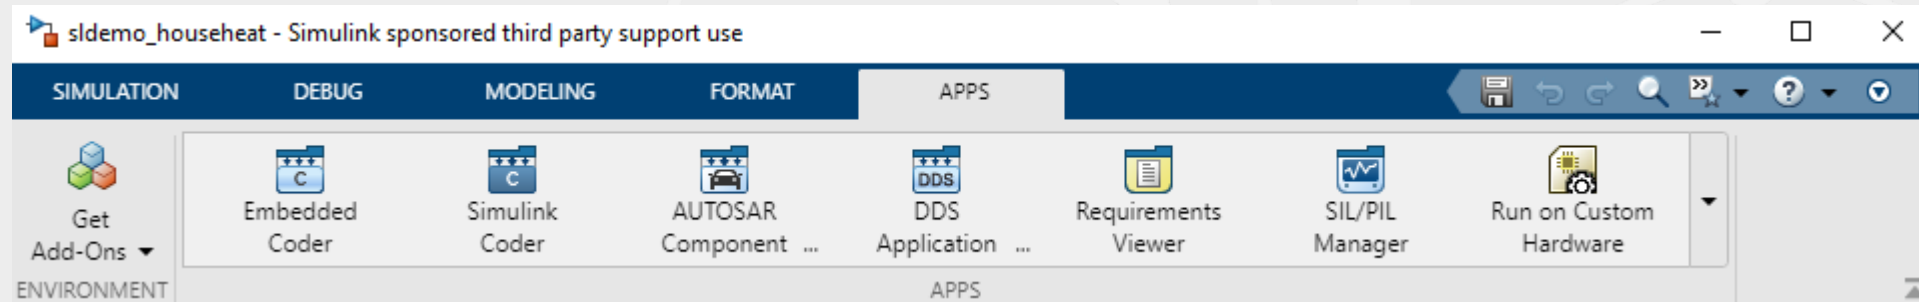 sldemo_househeat - Simulink sponsored third party support use
SIMULATION DEBUG MODELING FORMAT APPS
Get
Add-Ons
ENVIRONMENT
C
Embedded
Coder
C
Simulink
Coder
AUTOSAR
Component ...
DDS
DDS
Application ...
Requirements
Viewer
SIL/PIL
Manager
Run on Custom
Hardware
APPS